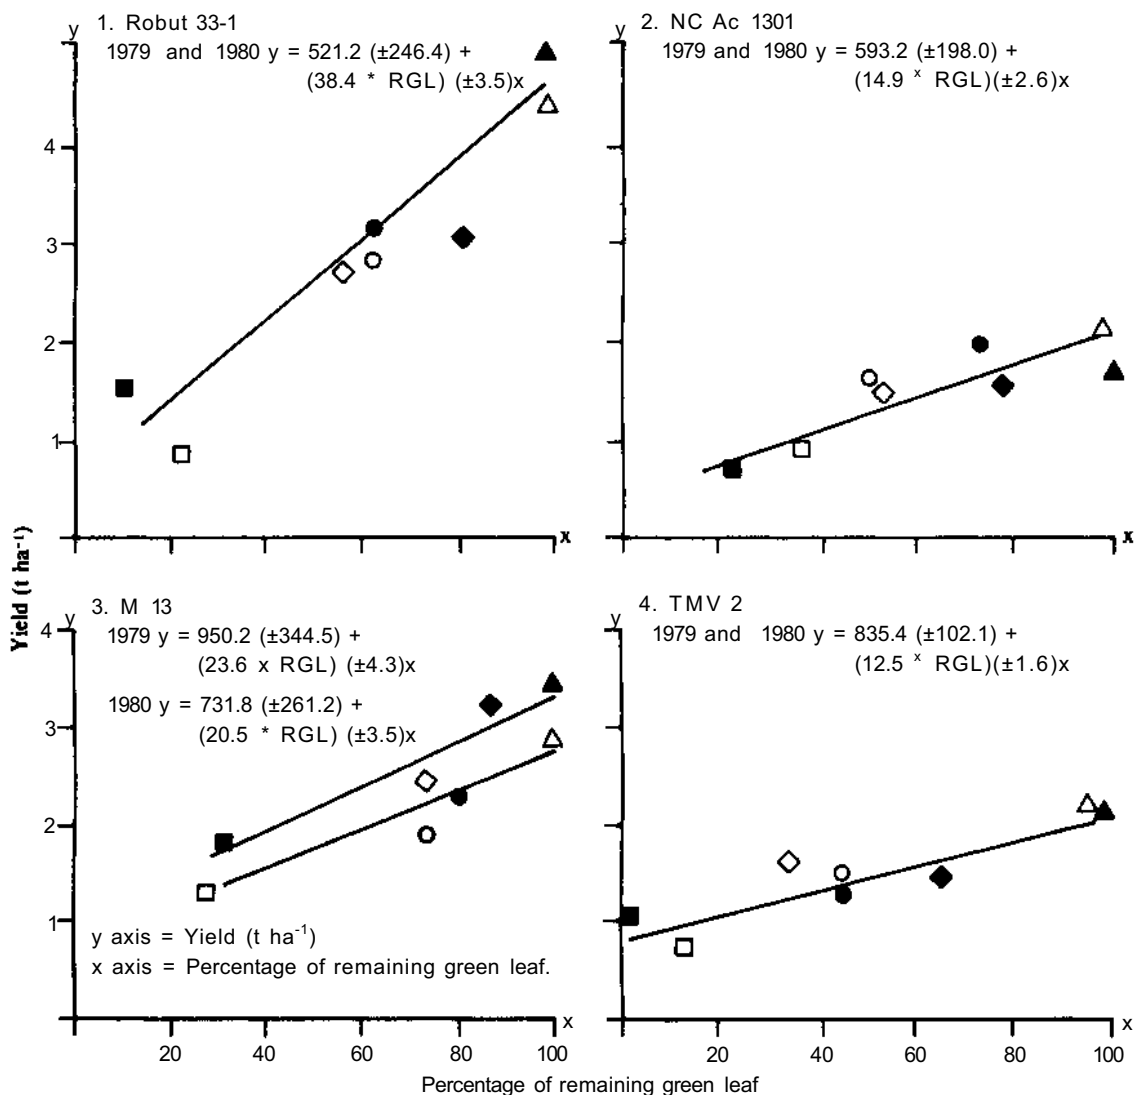 1. Robut 33-1
1979 and 1980 y = 521.2 (±246.4) +
(38.4 * RGL) (±3.5)x
y
4
3
2
1
x
2. NC Ac 1301
1979 and 1980 y = 593.2 (±198.0) +
(14.9 x RGL)(±2.6)x
y
x
Yield (t ha-1)
3. M 13
1979 y = 950.2 (±344.5) +
(23.6 x RGL) (±4.3)x
1980 y = 731.8 (±261.2) +
(20.5 * RGL) (±3.5)x
y
4
3
2
1
y axis = Yield (t ha-1)
x axis = Percentage of remaining green leaf.
x
20 40 60 80 100
4. TMV 2
1979 and 1980 y = 835.4 (±102.1) +
(12.5 x RGL)(±1.6)x
y
x
20 40 60 80 100
Percentage of remaining green leaf